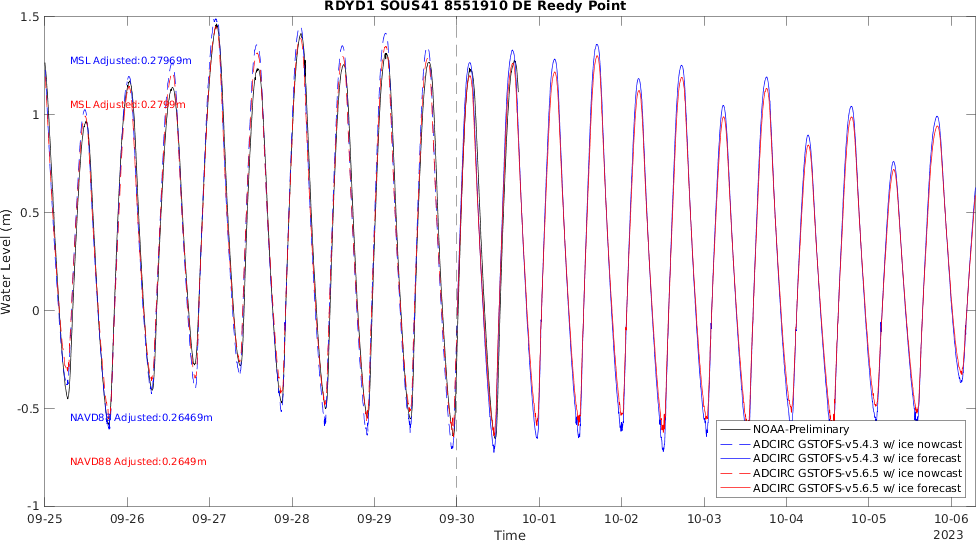 RDYD1 SOUS41 8551910 DE Reedy Point
Water Level (m)
1.5
1
0.5
0
-0.5
-1
MSL Adjusted:0.27969m
MSL Adjusted:0.2799m
NAVD88 Adjusted:0.26469m
NAVD88 Adjusted:0.2649m
NOAA-Preliminary
ADCIRC GSTOFS-v5.4.3 w/ ice nowcast
ADCIRC GSTOFS-v5.4.3 w/ ice forecast
ADCIRC GSTOFS-v5.6.5 w/ ice nowcast
ADCIRC GSTOFS-v5.6.5 w/ ice forecast
09-25 09-26 09-27 09-28 09-29 09-30 10-01 10-02 10-03 10-04 10-05 10-06
Time
2023